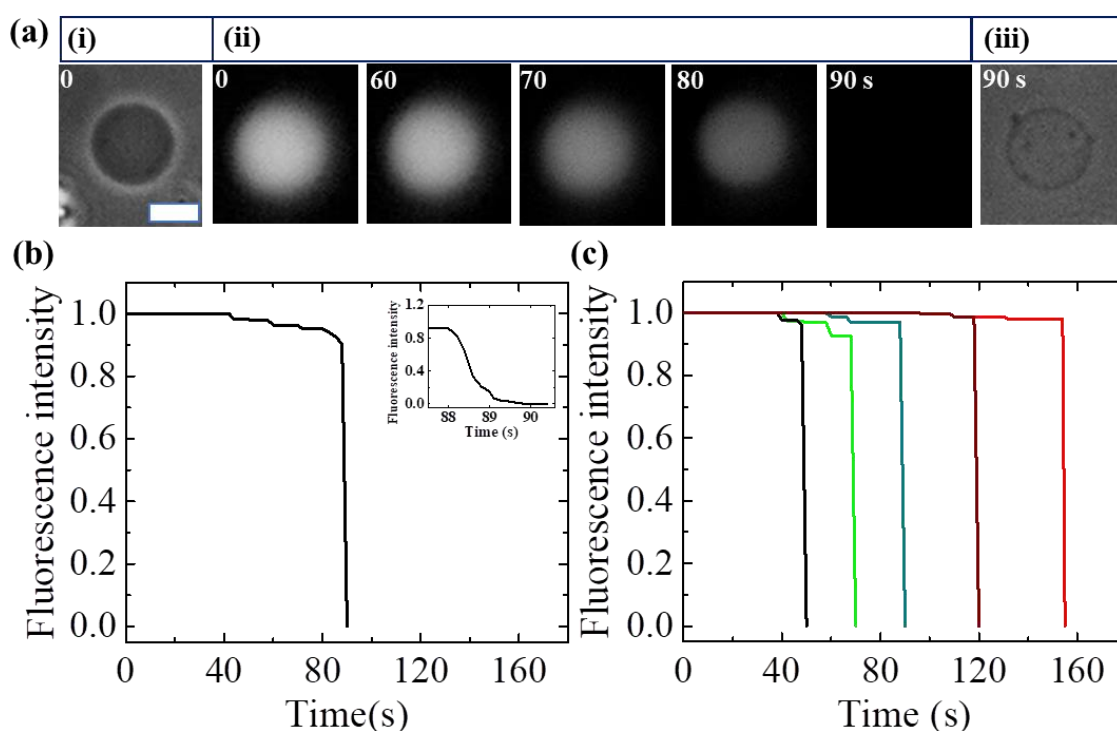 (a) (i) (ii) (iii)
0 0 60 70 80 90 s 90 s
(b) (c)
Fluorescence intensity
1.0
0.8
0.6
0.4
0.2
0.0
0 40 80 120 160
Time(s)
Fluorescence intensity
1.2
0.8
0.4
0.0
88 89 90
Time (s)
Fluorescence intensity
1.0
0.8
0.6
0.4
0.2
0.0
0 40 80 120 160
Time (s)